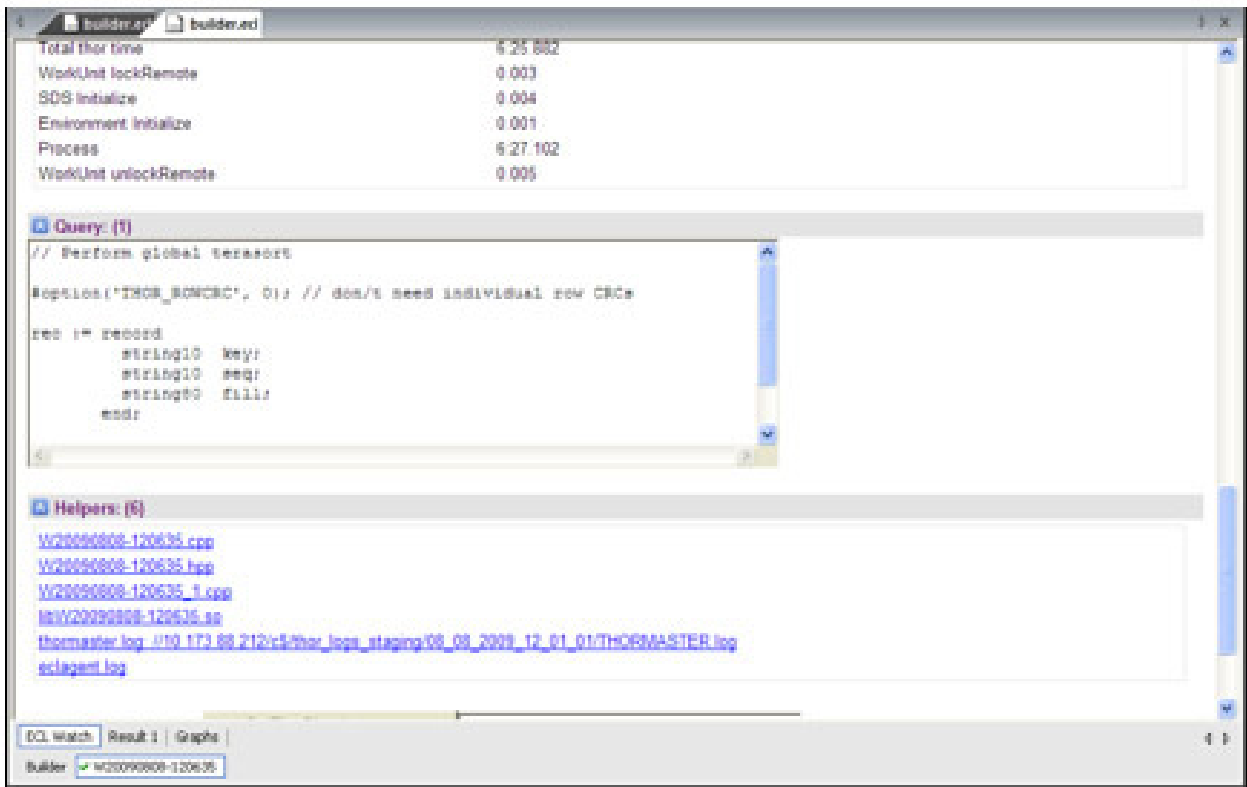 builder.ecl builder.ecl
Total thor time 6:25.882
WorkUnit lockRemote 0.003
SDS Initialize 0.004
Environment Initialize 0.001
Process 6:27.102
WorkUnit unlockRemote 0.005
Query: (1)
// Perform global terasort
#option('THOR_ROWCRC', 0); // don/t need individual row CRCs
rec := record
string10 key;
string10 seq;
string80 fill;
end;
Helpers: (6)
W20090808-120635.cpp
W20090808-120635.hpp
W20090808-120635_1.cpp
libW20090808-120635.so
thormaster.log: //10.173.88.212/c$/thor_logs_staging/08_08_2009_12_01_01/THORMASTER.log
eclagent.log
ECL Watch Result 1 Graphs
Builder W20090808-120635